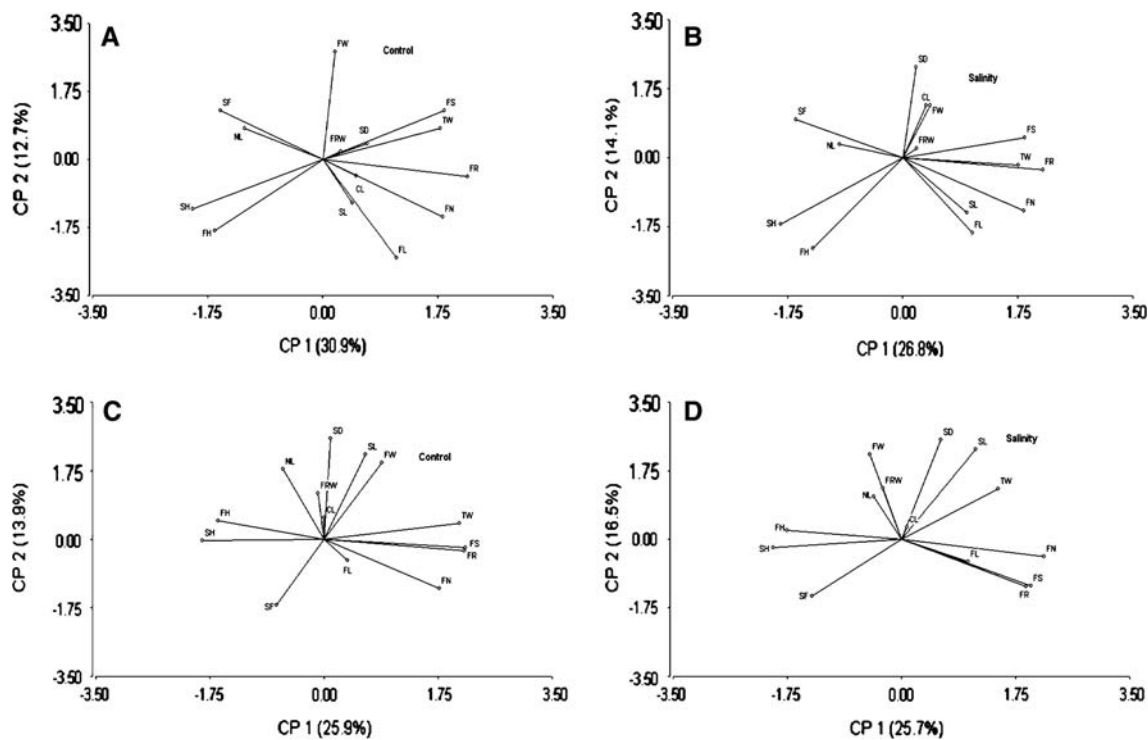 A
Control
3.50
1.75
0.00
-1.75
-3.50
CP 2 (12.7%)
FW
SF
NL
FS
TW
SD
FRW
FR
CL
SL
FN
SH
FH
FL
-3.50
-1.75
0.00
1.75
3.50
CP 1 (30.9%)
B
Salinity
3.50
1.75
0.00
-1.75
-3.50
CP 2 (14.1%)
SD
CL
FW
SF
NL
FRW
FS
TW
FR
SL
FN
FL
SH
FH
-3.50
-1.75
0.00
1.75
3.50
CP 1 (26.8%)
C
Control
3.50
1.75
0.00
-1.75
-3.50
CP 2 (13.9%)
SD
SL
FW
NL
FRW
CL
FH
SH
TW
FS
FR
FL
FN
SF
-3.50
-1.75
0.00
1.75
3.50
CP 1 (25.9%)
D
Salinity
3.50
1.75
0.00
-1.75
-3.50
CP 2 (16.5%)
FW
SD
SL
FRW
NL
TW
CL
FH
SH
FL
FN
FS
FR
SF
-3.50
-1.75
0.00
1.75
3.50
CP 1 (25.7%)